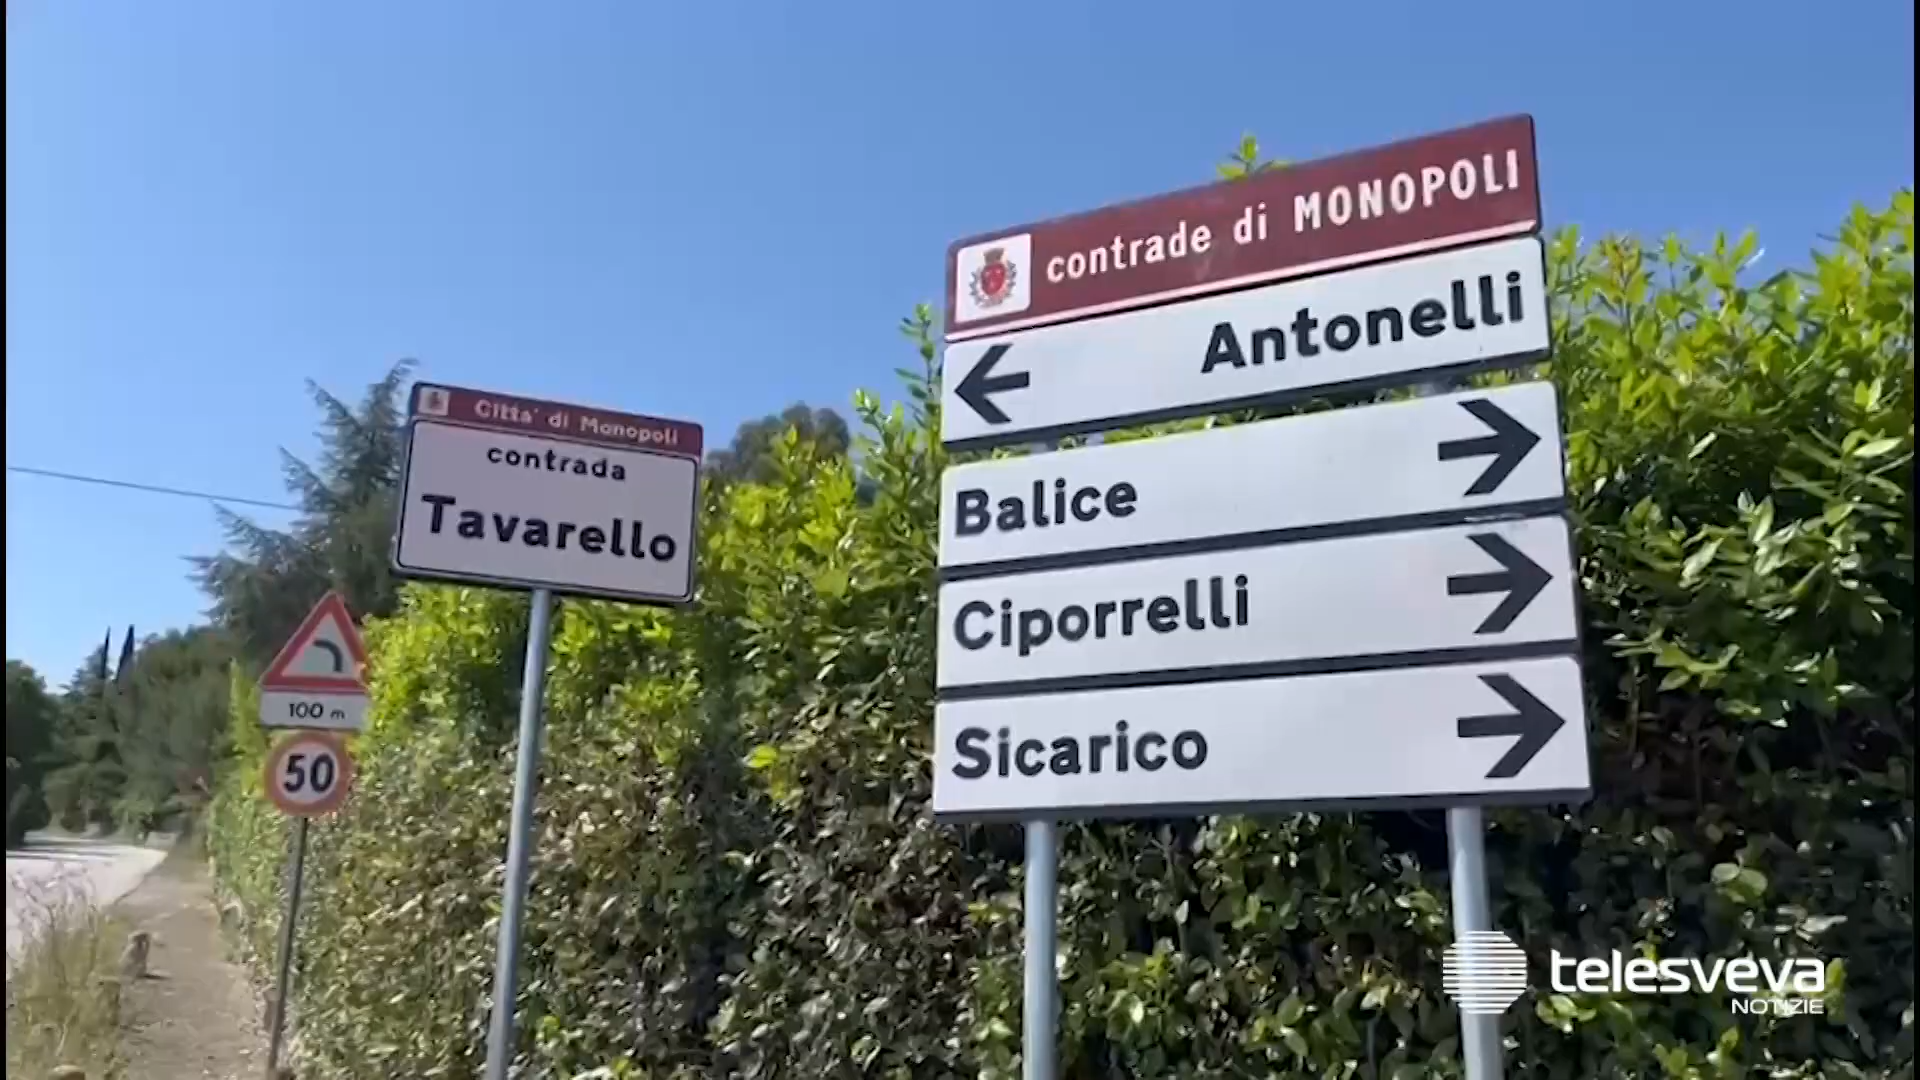 Citta' di Monopoli
contrada
Tavarello
100 m
50
contrade di MONOPOLI
Antonelli
Balice
Ciporrelli
Sicarico
telesveva
NOTIZIE